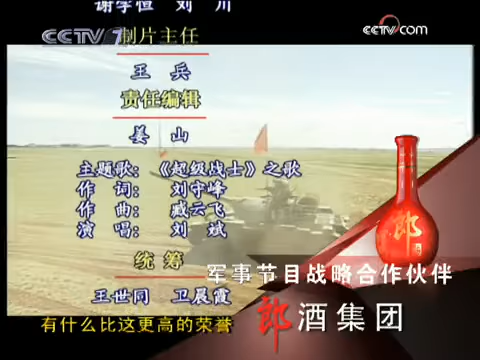 谢学恒 刘 川
CCTV 7
CCTV.com
制片主任
王 兵
责任编辑
姜 山
主题歌：《超级战士》之歌
作 词： 刘守峰
作 曲： 臧云飞
演 唱： 刘 斌
统 筹
王世同 卫晨霞
郎
军事节目战略合作伙伴
郎酒集团
有什么比这更高的荣誉